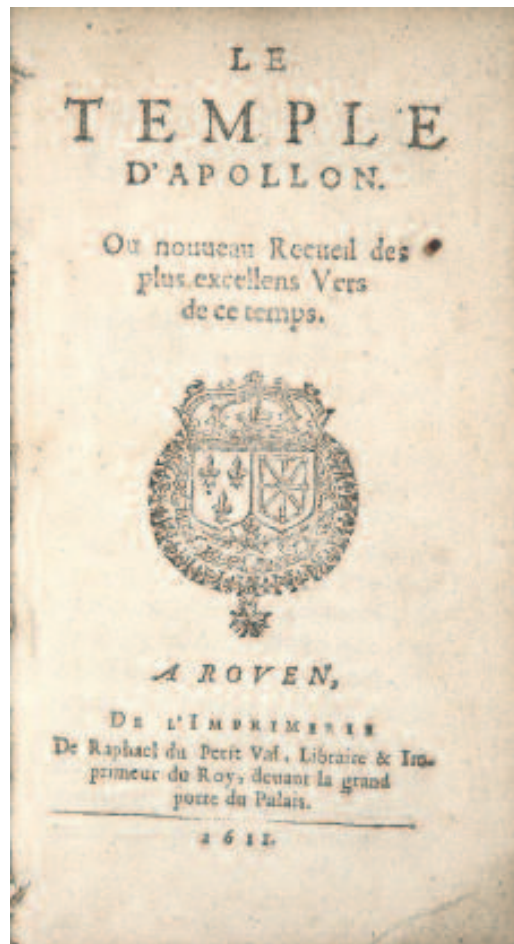 LE
TEMPLE
D'APOLLON.
Ou nouueau Recueil des
plus excellens Vers
de ce temps.
A ROVEN,
DE L'IMPRIMERIE
De Raphael du Petit Val, Libraire & Im-
primeur du Roy, deuant la grand
porte du Palais.
1611.